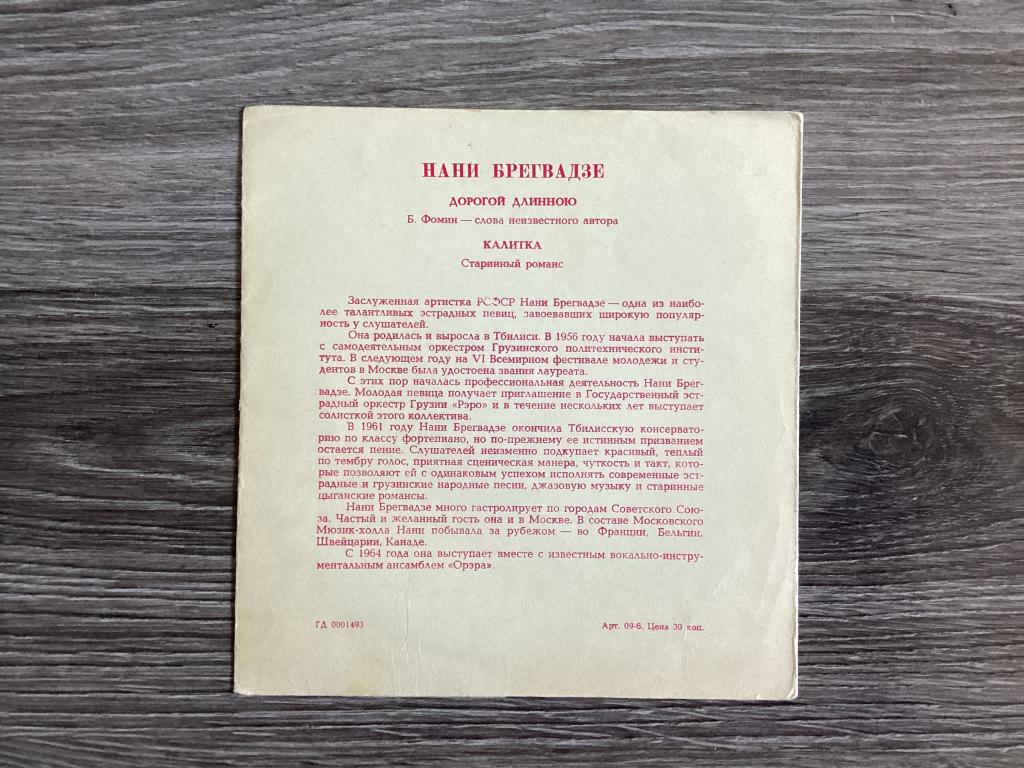 НАНИ БРЕГВАДЗЕ
ДОРОГОЙ ДЛИННОЮ
Б. Фомин — слова неизвестного автора
КАЛИТКА
Старинный романс
Заслуженная артистка РСФСР Нани Брегвадзе — одна из наибо-
лее талантливых эстрадных певиц, завоевавших широкую популяр-
ность у слушателей.
Она родилась и выросла в Тбилиси. В 1956 году начала выступать
с самодеятельным оркестром Грузинского политехнического инсти-
тута. В следующем году на VI Всемирном фестивале молодежи и сту-
дентов в Москве была удостоена звания лауреата.
С этих пор началась профессиональная деятельность Нани Брег-
вадзе. Молодая певица получает приглашение в Государственный эст-
радный оркестр Грузии «Рэро» и в течение нескольких лет выступает
солисткой этого коллектива.
В 1961 году Нани Брегвадзе окончила Тбилисскую консервато-
рию по классу фортепиано, но по-прежнему ее истинным призванием
остается пение. Слушателей неизменно подкупает красивый, теплый
по тембру голос, приятная сценическая манера, чуткость и такт, кото-
рые позволяют ей с одинаковым успехом исполнять современные эст-
радные и грузинские народные песни, джазовую музыку и старинные
цыганские романсы.
Нани Брегвадзе много гастролирует по городам Советского Сою-
за. Частый и желанный гость она и в Москве. В составе Московского
Мюзик-холла Нани побывала за рубежом — во Франции, Бельгии,
Швейцарии, Канаде.
С 1964 года она выступает вместе с известным вокально-инстру-
ментальным ансамблем «Орэра».
ГД 0001493
Арт. 09-6. Цена 30 коп.